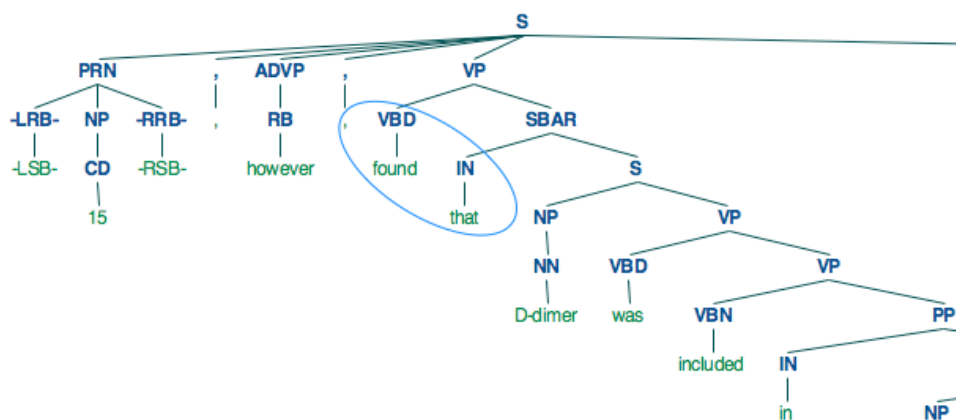 S
PRN , ADVP , VP
-LRB- NP -RRB- , RB , VBD SBAR
-LSB- CD -RSB- however found IN S
15 that NP VP
NN VBD VP
D-dimer was VBN PP
included IN
in NP